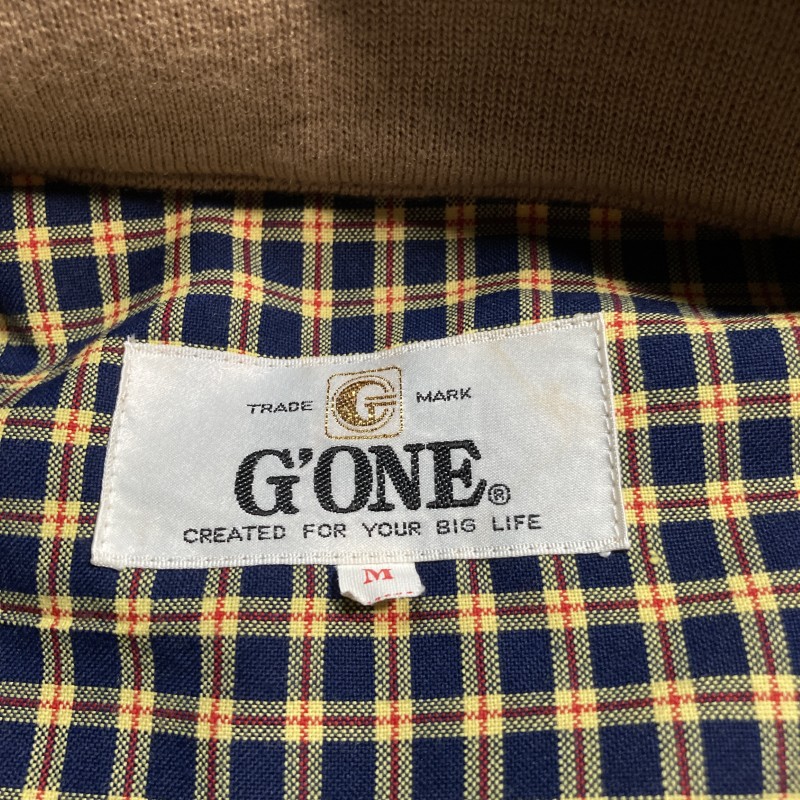 TRADE G MARK
G'ONE®
CREATED FOR YOUR BIG LIFE
M